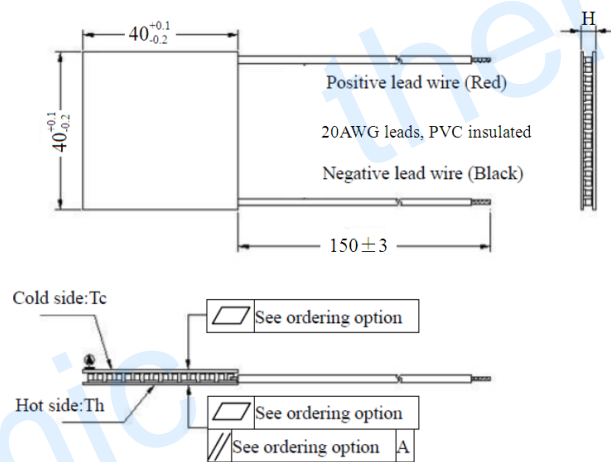 40+0.1-0.2
H
Positive lead wire (Red)
40+0.1-0.2
20AWG leads, PVC insulated
Negative lead wire (Black)
150±3
Cold side:Tc
See ordering option
A
Hot side:Th
See ordering option
See ordering option A
ther
nic